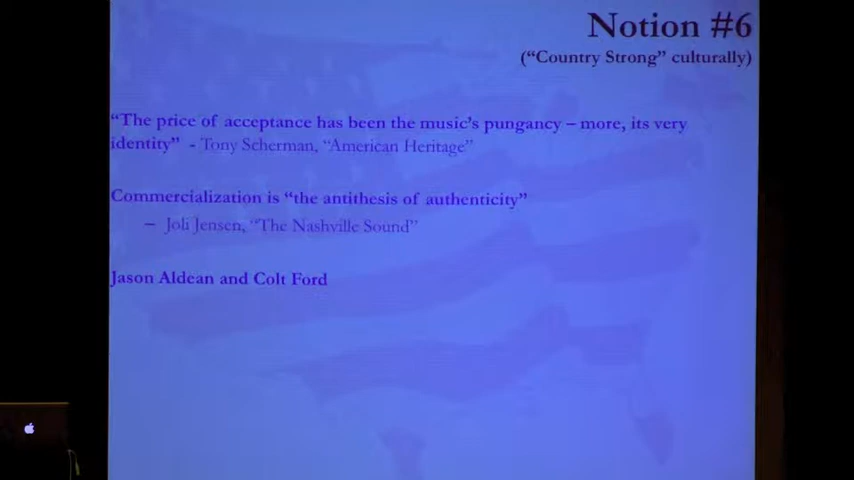 Notion #6
("Country Strong" culturally)
"The price of acceptance has been the music's pungancy – more, its very
identity" - Tony Scherman, "American Heritage"
Commercialization is "the antithesis of authenticity"
– Joli Jensen, "The Nashville Sound"
Jason Aldean and Colt Ford